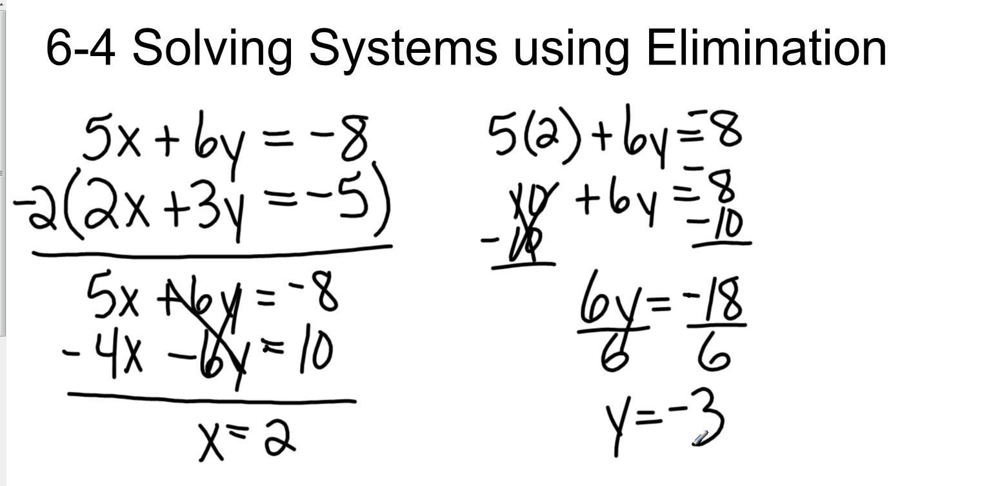 6-4 Solving Systems using Elimination
5x + 6y = -8
-2(2x + 3y = -5)
5x + 6y = -8
-4x - 6y = 10
x = 2
5(2) + 6y = -8
10 + 6y = -8
-10 -10
6y = -18
6 6
y = -3